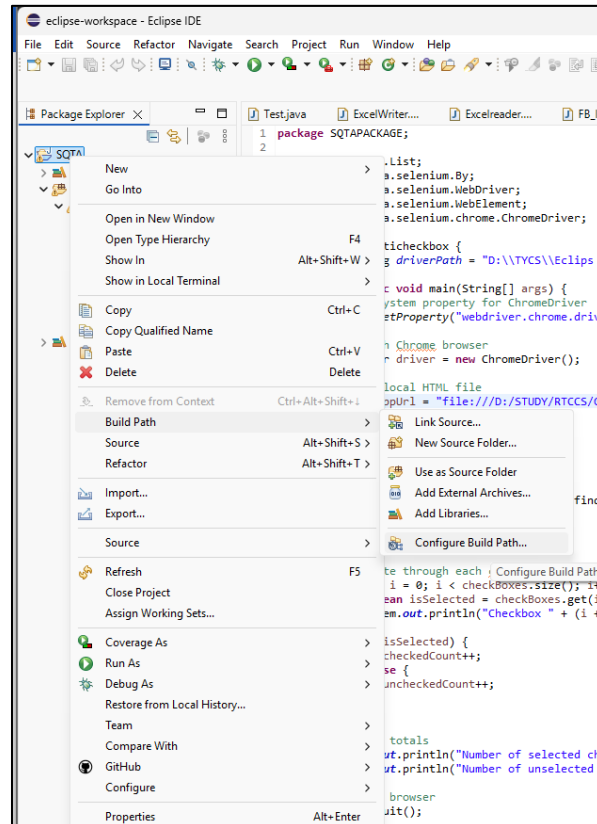 eclipse-workspace - Eclipse IDE
File Edit Source Refactor Navigate Search Project Run Window Help
Package Explorer
Test.java
ExcelWriter....
Excelreader....
1 package SQTAPACKAGE;
2
SQTA
.List;
a.selenium.By;
a.selenium.WebDriver;
a.selenium.WebElement;
a.selenium.chrome.ChromeDriver;
ticheckbox {
g driverPath = "D:\\TYCS\\Eclips
c void main(String[] args) {
ystem property for ChromeDriver
etProperty("webdriver.chrome.driv
n Chrome browser
r driver = new ChromeDriver();
local HTML file
ppUrl = "file:///D:/STUDY/RTCCS/
New
Go Into
Open in New Window
Open Type Hierarchy F4
Show In Alt+Shift+W
Show in Local Terminal
Copy Ctrl+C
Copy Qualified Name
Paste Ctrl+V
Delete Delete
Remove from Context Ctrl+Alt+Shift+↓
Build Path
Source Alt+Shift+S
Refactor Alt+Shift+T
Import...
Export...
Source
Refresh F5
Close Project
Assign Working Sets...
Coverage As
Run As
Debug As
Restore from Local History...
Team
Compare With
GitHub
Configure
Properties Alt+Enter
Link Source...
New Source Folder...
Use as Source Folder
Add External Archives...
Add Libraries...
Configure Build Path...
find
te through each
Configure Build Path
i = 0; i < checkBoxes.size(); i+
ean isSelected = checkBoxes.get(i
em.out.println("Checkbox " + (i +
isSelected) {
checkedCount++;
se {
uncheckedCount++;
totals
ut.println("Number of selected ch
ut.println("Number of unselected
browser
uit();